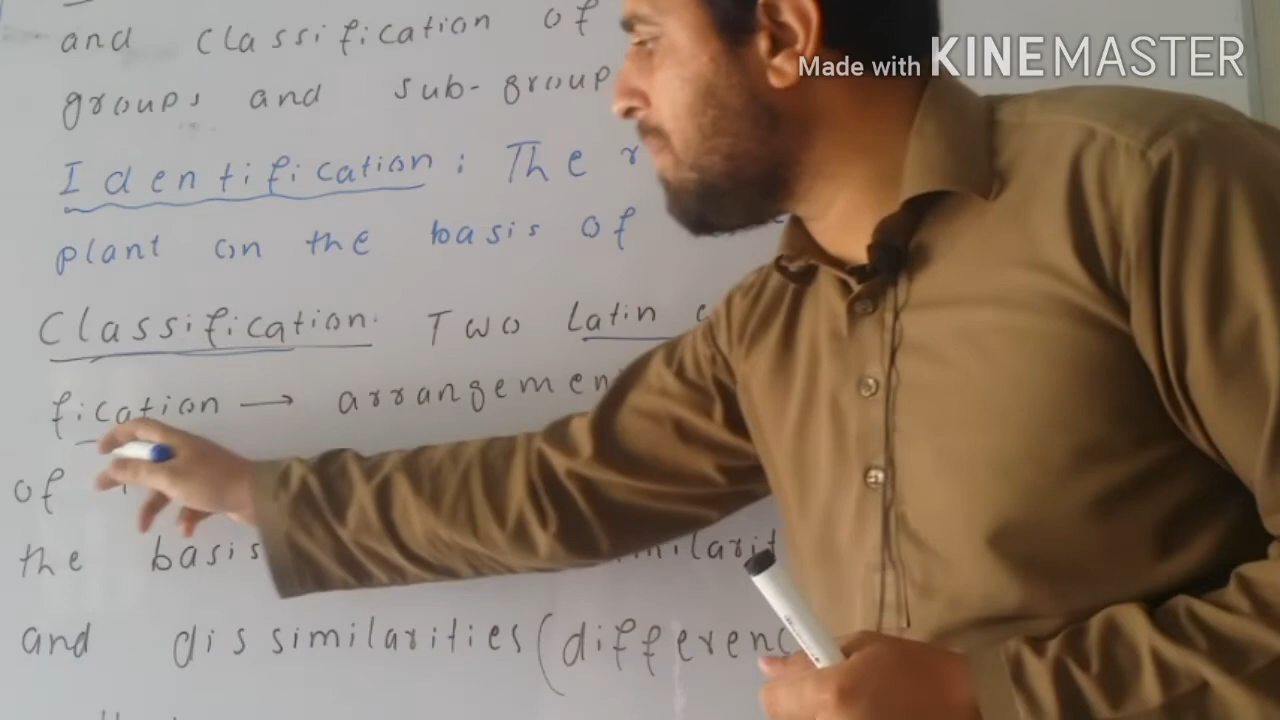 and classification of
groups and sub-group
Made with KINEMASTER
Identification : The
plant on the basis of
Classification. Two Latin
fication → arrangemen
of
the basis milarit
and dissimilarities (differenc